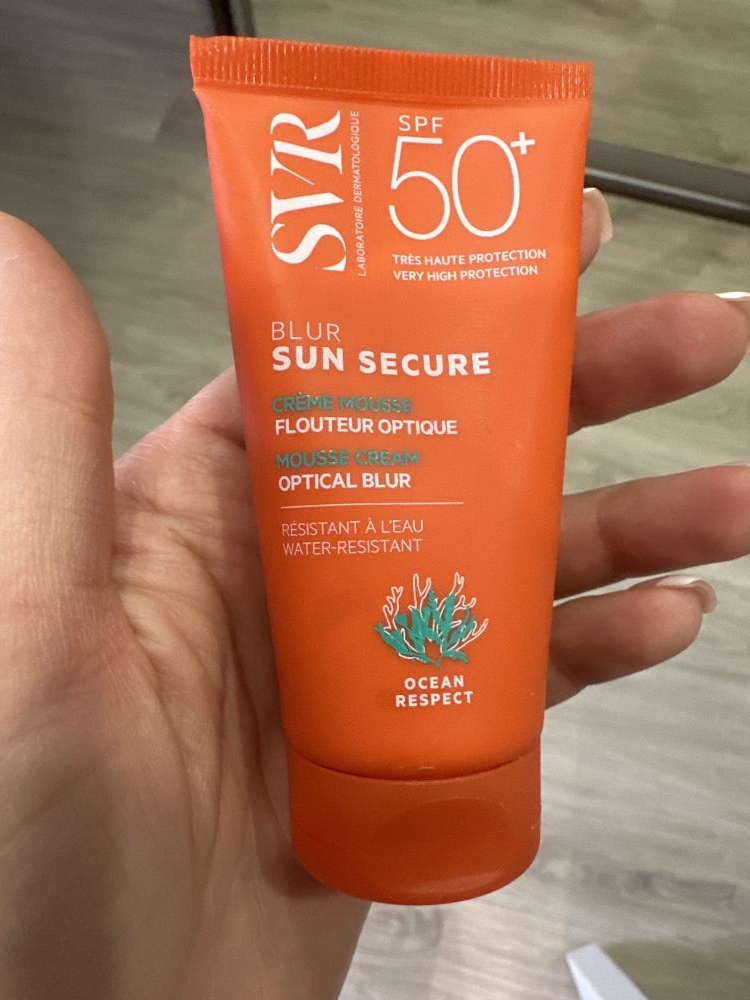 SVR
LABORATOIRE DERMATOLOGIQUE
SPF
50+
TRÈS HAUTE PROTECTION
VERY HIGH PROTECTION
BLUR
SUN SECURE
CRÈME MOUSSE
FLOUTEUR OPTIQUE
MOUSSE CREAM
OPTICAL BLUR
RÉSISTANT À L'EAU
WATER-RESISTANT
OCEAN
RESPECT